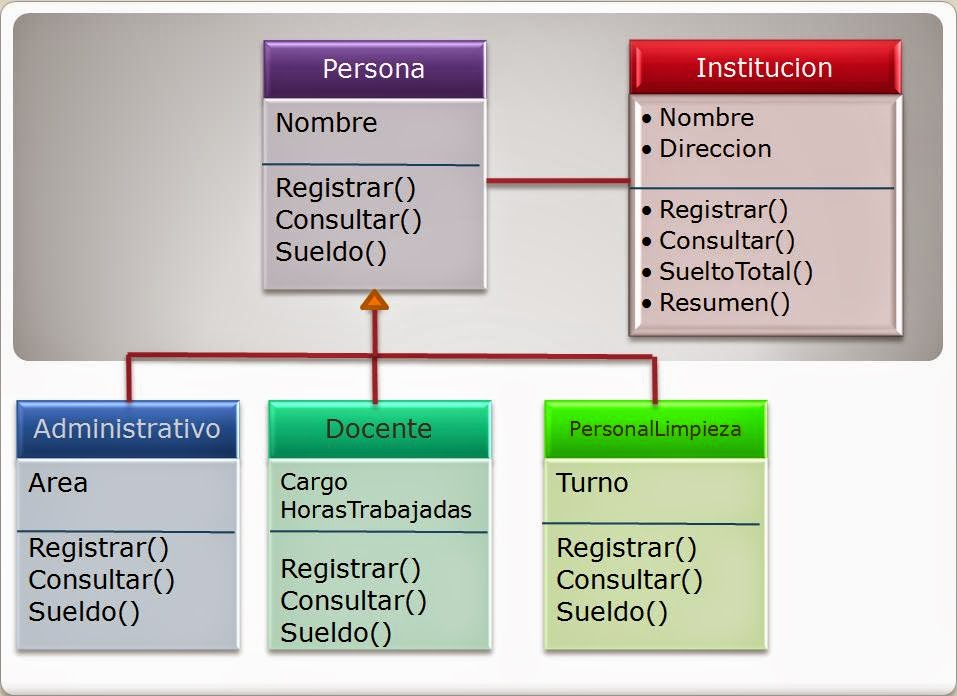 Persona
Nombre
Registrar()
Consultar()
Sueldo()
Institucion
• Nombre
• Direccion
• Registrar()
• Consultar()
• SueltoTotal()
• Resumen()
Administrativo
Area
Registrar()
Consultar()
Sueldo()
Docente
Cargo
HorasTrabajadas
Registrar()
Consultar()
Sueldo()
PersonalLimpieza
Turno
Registrar()
Consultar()
Sueldo()